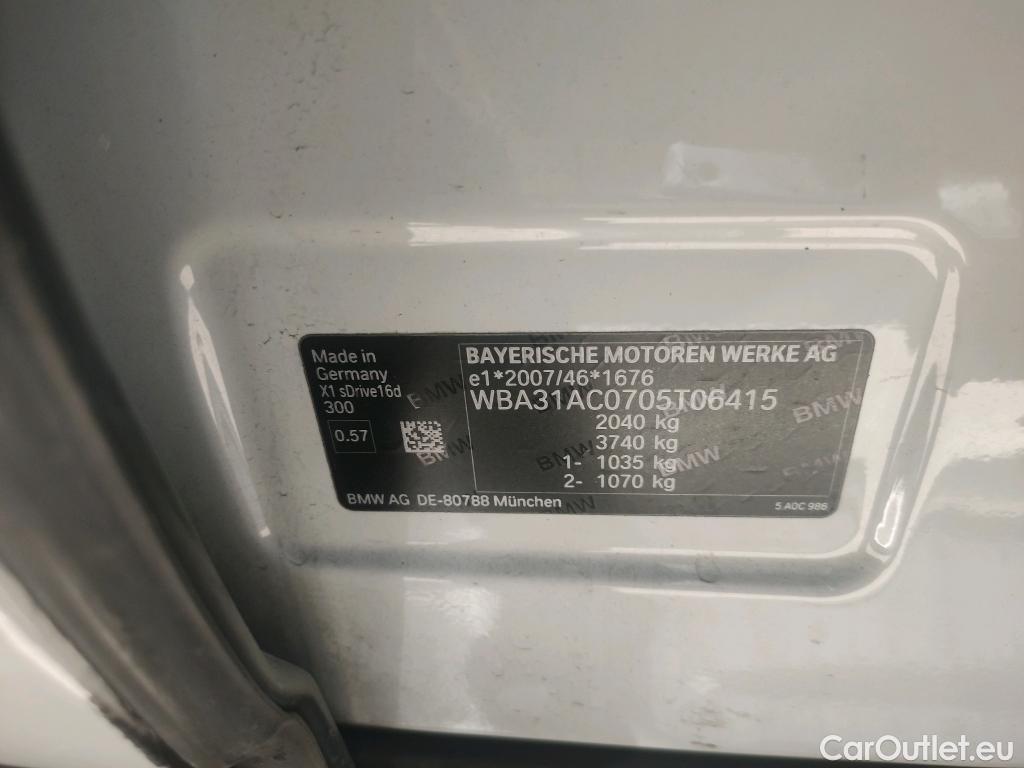 Made in
Germany
X1 sDrive16d
300
0.57
BAYERISCHE MOTOREN WERKE AG
e1*2007/46*1676
WBA31AC0705T06415
2040 kg
3740 kg
1- 1035 kg
2- 1070 kg
BMW AG DE-80788 München
5 A0C 986
BMW
BMW
BMW
BMW
BMW
CarOutlet.eu